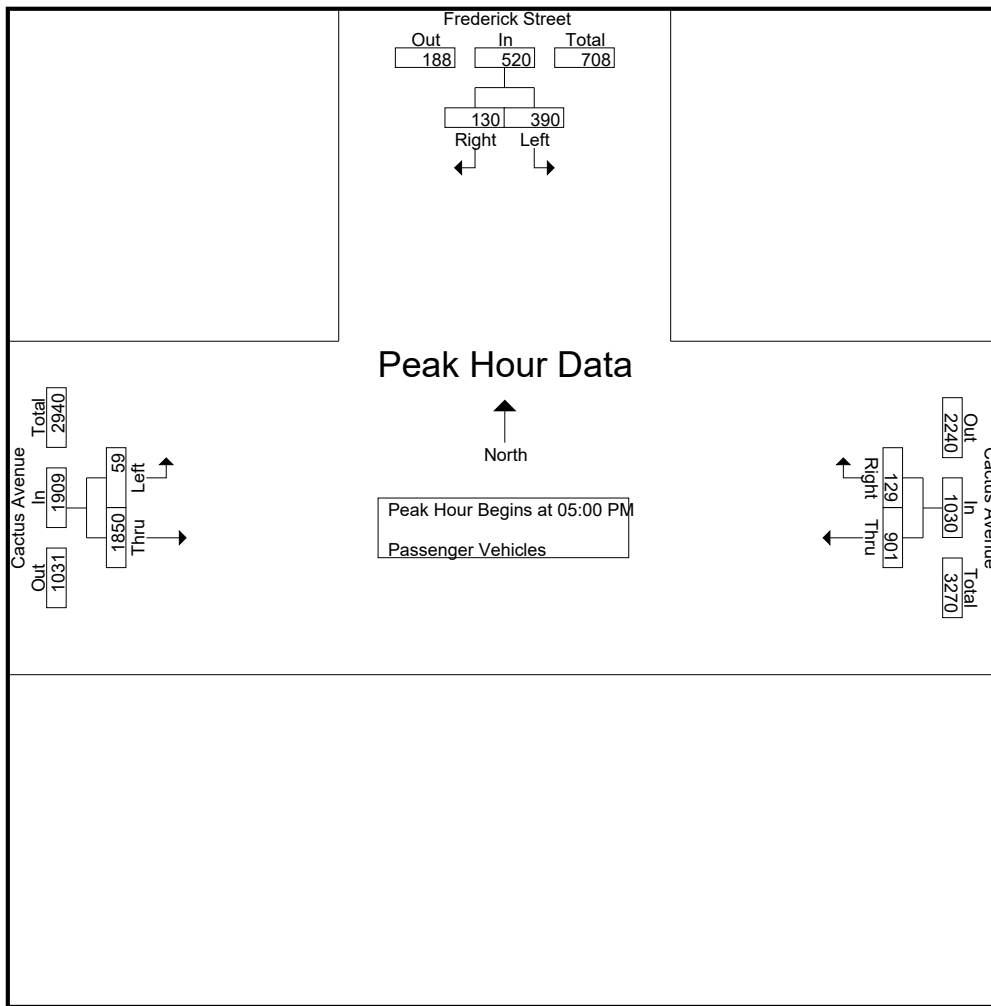 Frederick Street
Out In Total
188 520 708
130 390
Right Left
Peak Hour Data
North
Peak Hour Begins at 05:00 PM
Passenger Vehicles
Cactus Avenue
Out In Total
1031 1909 2940
1850 59
Thru Left
Cactus Avenue
Out In Total
2240 1030 3270
129 901
Right Thru